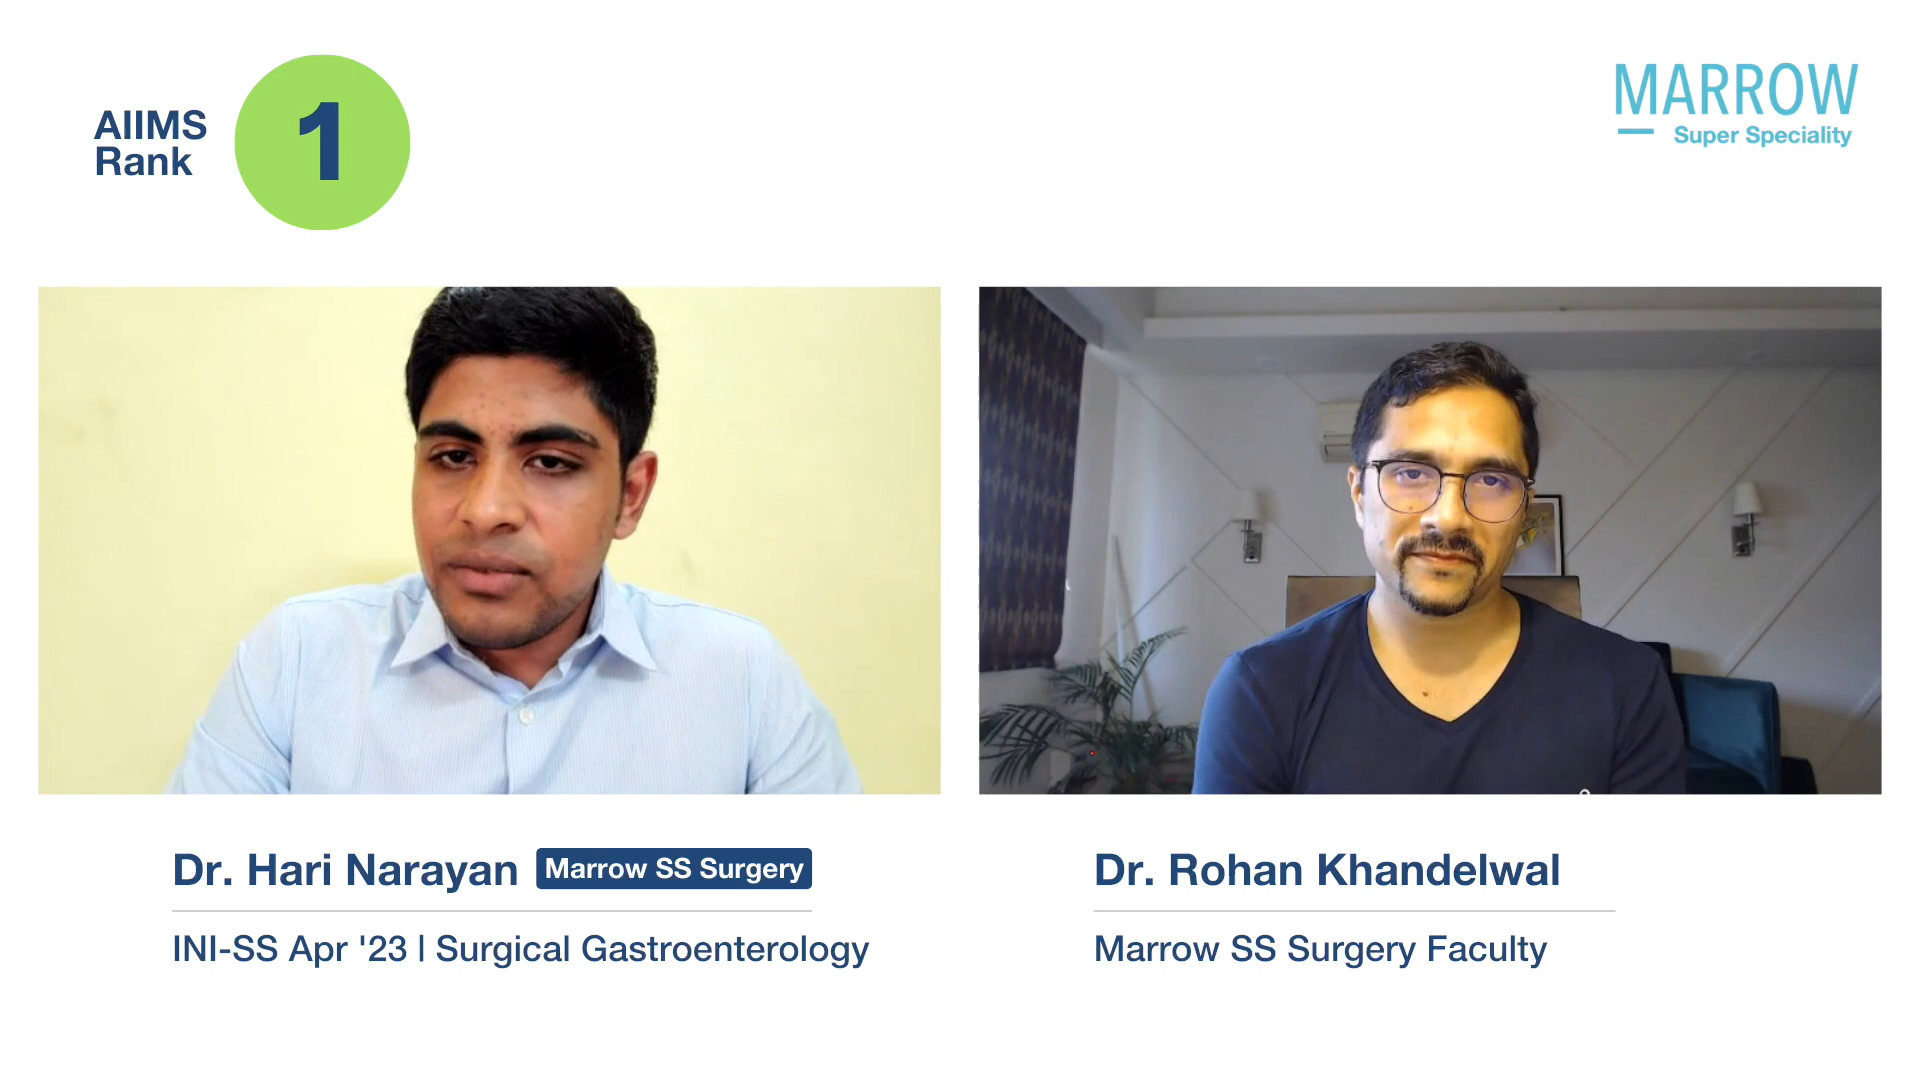 AIIMS
Rank
1
MARROW
Super Speciality
Dr. Hari Narayan
Marrow SS Surgery
INI-SS Apr '23 | Surgical Gastroenterology
Dr. Rohan Khandelwal
Marrow SS Surgery Faculty